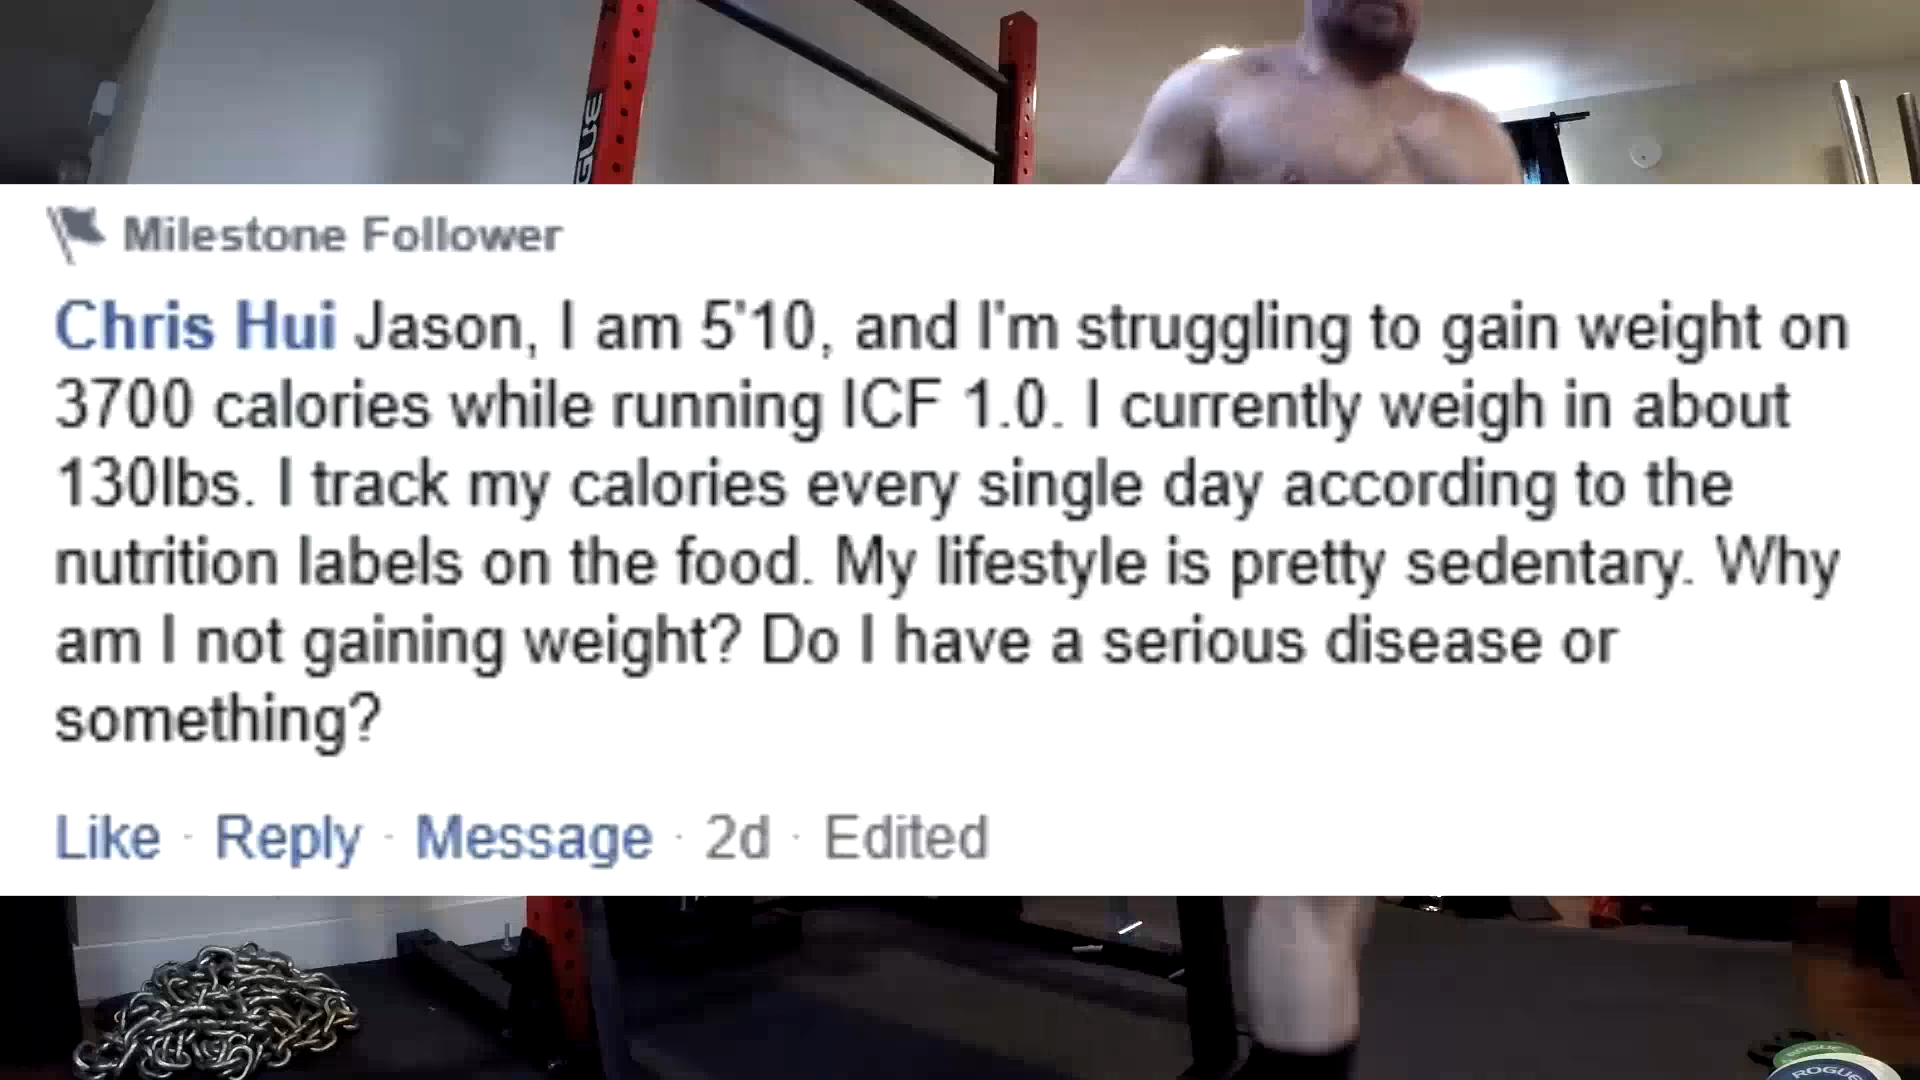 Milestone Follower
Chris Hui Jason, I am 5'10, and I'm struggling to gain weight on
3700 calories while running ICF 1.0. I currently weigh in about
130lbs. I track my calories every single day according to the
nutrition labels on the food. My lifestyle is pretty sedentary. Why
am I not gaining weight? Do I have a serious disease or
something?
Like · Reply · Message · 2d · Edited
GUE
ROGUE
ROGUE